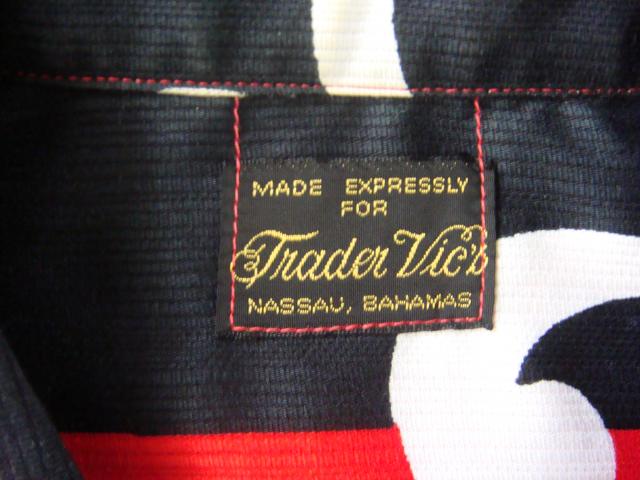 MADE EXPRESSLY
FOR
Trader Vic's
NASSAU, BAHAMAS